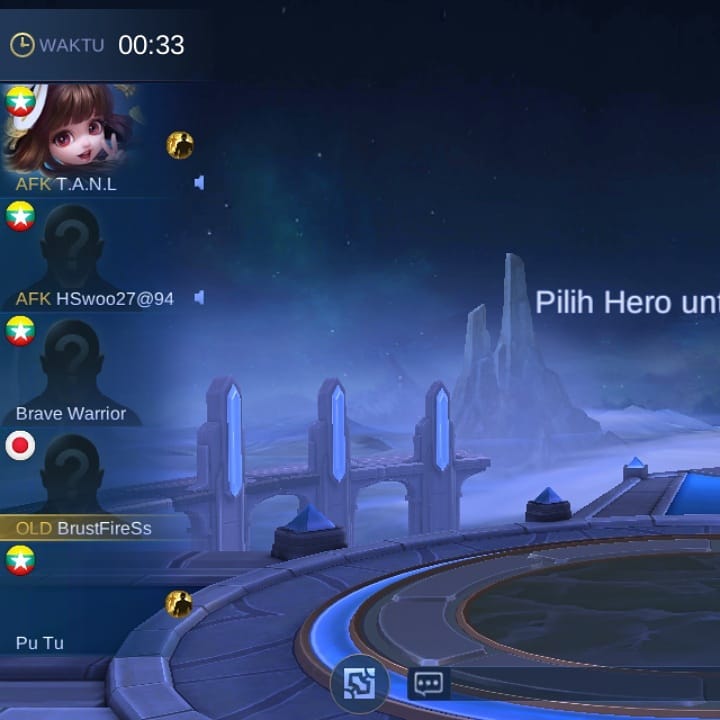 WAKTU 00:33
AFK T.A.N.L
AFK HSwoo27@94
Pilih Hero unt
Brave Warrior
OLD BrustFireSs
Pu Tu